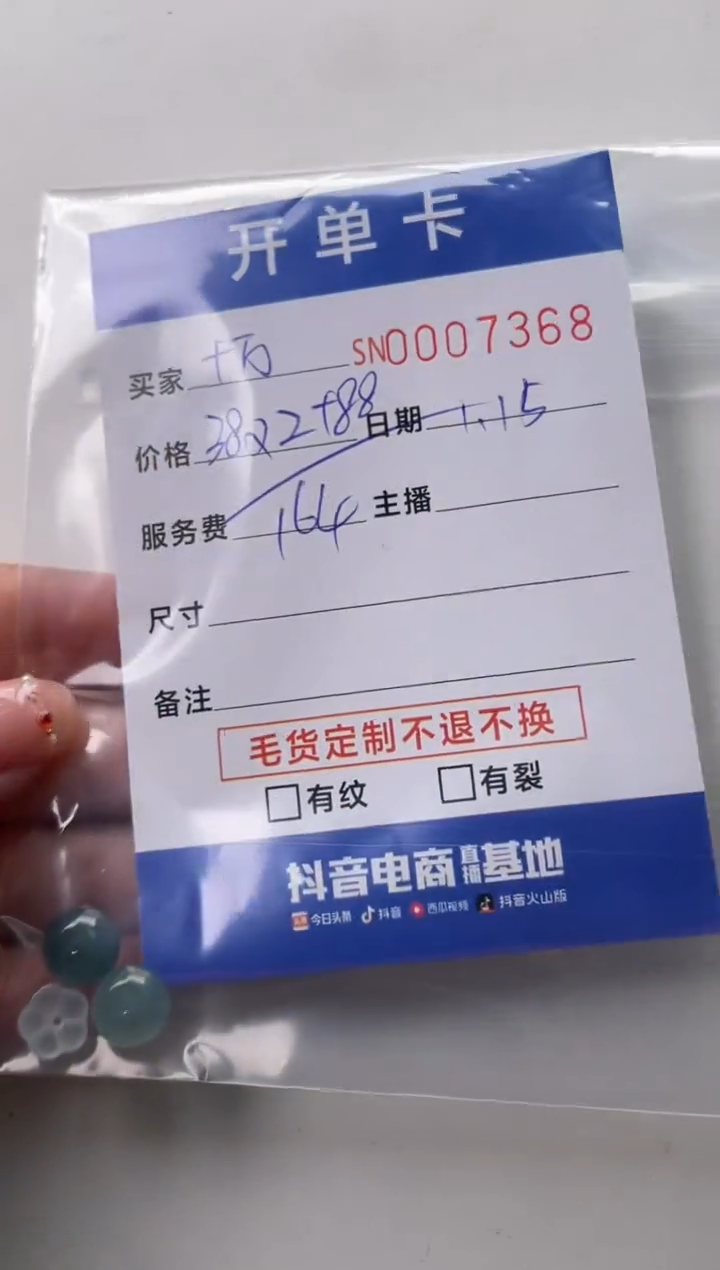 开单卡
买家 十万 SN0007368
价格 38x2+88 日期 1.15
服务费 164 主播
尺寸
备注
毛货定制不退不换
□有纹 □有裂
抖音电商直播基地
今日头条 抖音 西瓜视频 抖音火山版